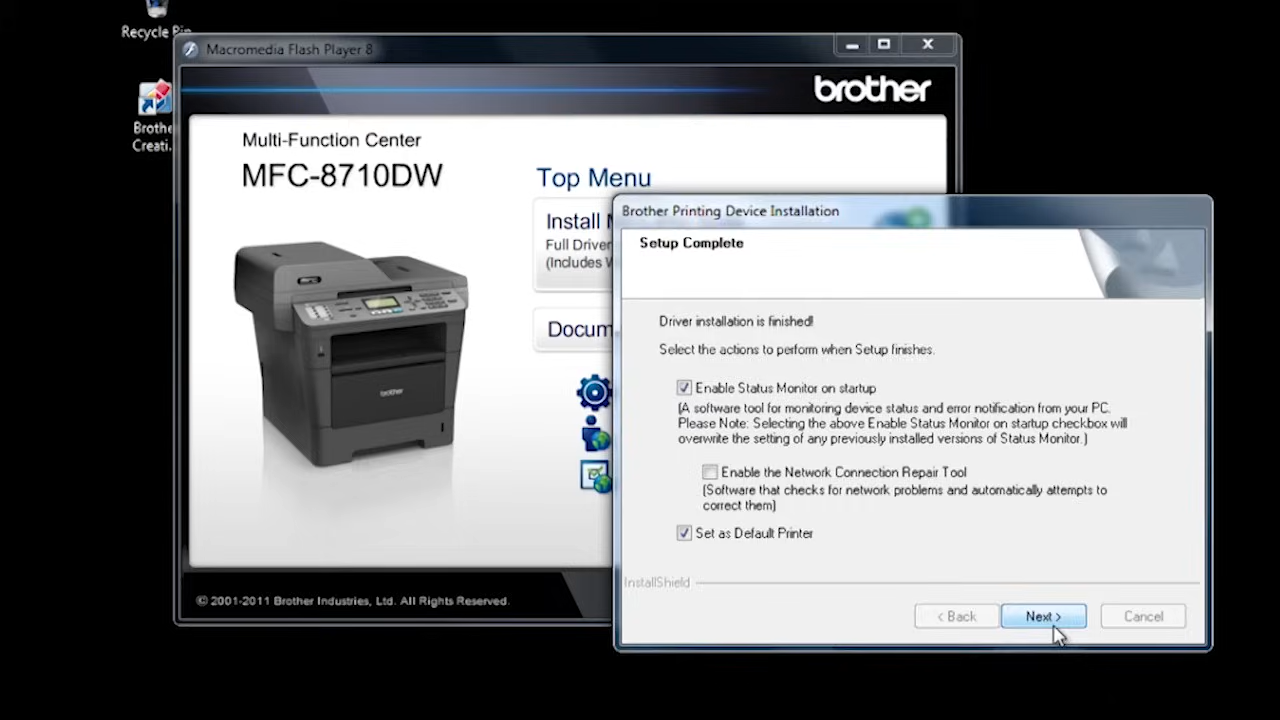 Recycle Bin
Brothe
Creati.
Macromedia Flash Player 8
brother
Multi-Function Center
MFC-8710DW
Top Menu
Install
Full Driver
(Includes
Docum
brother
© 2001-2011 Brother Industries, Ltd. All Rights Reserved.
Brother Printing Device Installation
Setup Complete
Driver installation is finished!
Select the actions to perform when Setup finishes.
Enable Status Monitor on startup
(A software tool for monitoring device status and error notification from your PC.
Please Note: Selecting the above Enable Status Monitor on startup checkbox will
overwrite the setting of any previously installed versions of Status Monitor.)
Enable the Network Connection Repair Tool
(Software that checks for network problems and automatically attempts to
correct them)
Set as Default Printer
InstallShield
< Back
Next >
Cancel